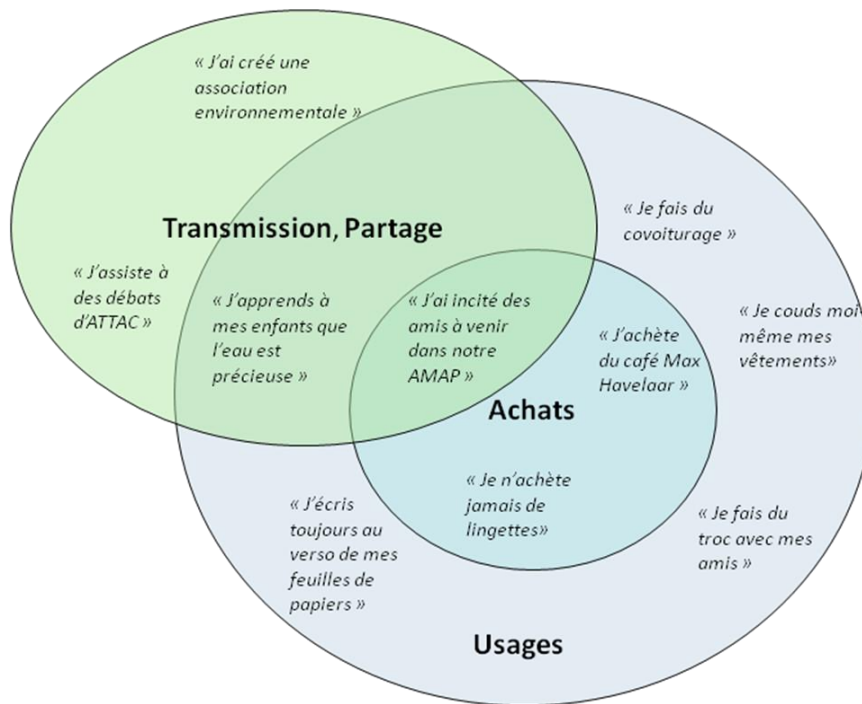 « J’ai créé une
association
environnementale »
Transmission, Partage
« Je fais du
covoiturage »
« J’assiste à
des débats
d’ATTAC »
« J’apprends à
mes enfants que
l’eau est
précieuse »
« J’ai incité des
amis à venir
dans notre
AMAP »
« J’achète
du café Max
Havelaar »
« Je couds moi-
même mes
vêtements»
Achats
« Je n’achète
jamais de
lingettes»
« J’écris
toujours au
verso de mes
feuilles de
papiers »
« Je fais du
troc avec mes
amis »
Usages